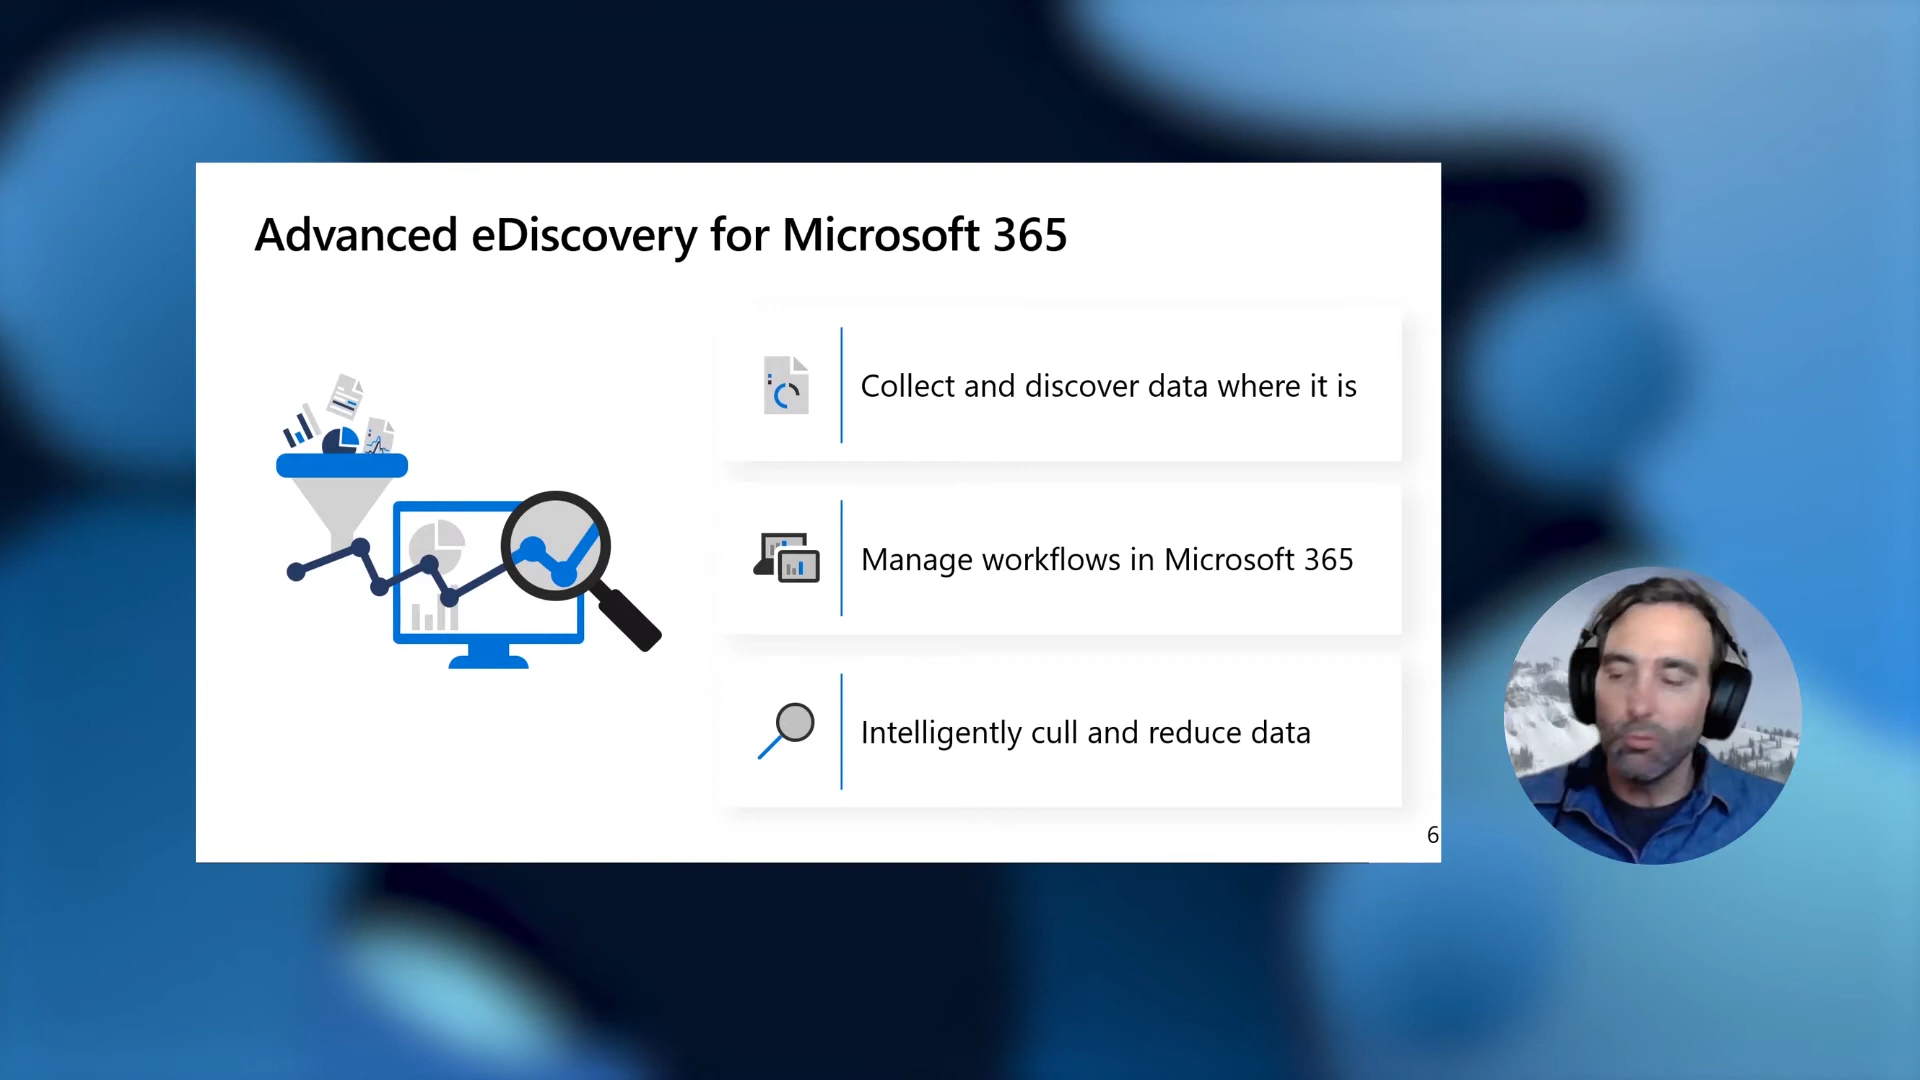 Advanced eDiscovery for Microsoft 365
Collect and discover data where it is
Manage workflows in Microsoft 365
Intelligently cull and reduce data
6